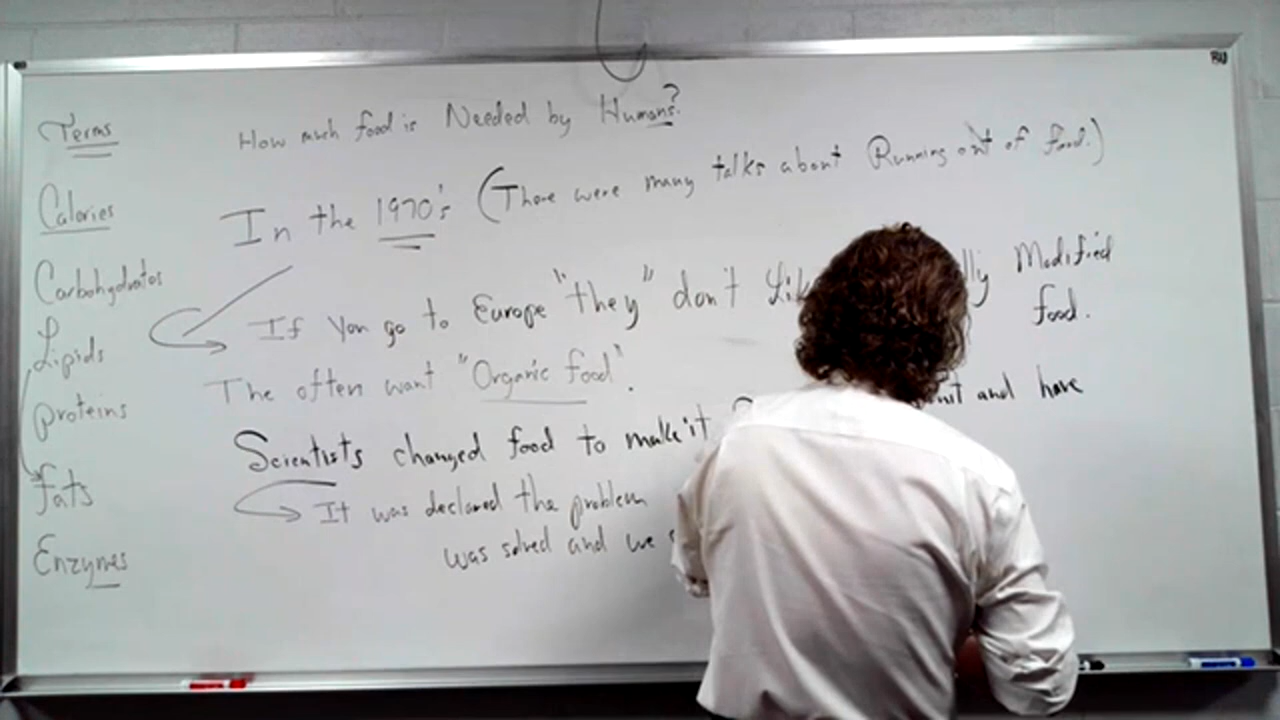 BU
Terms
Calories
Carbohydrates
Lipids
proteins
fats
Enzymes
How much food is Needed by Humans?
In the 1970's (There were many talks about Running out of food.)
If you go to Europe "they" don't lly Modified
food.
The often want "Organic food".
Scientists changed food to make it and have
It was declared the problem
was solved and we